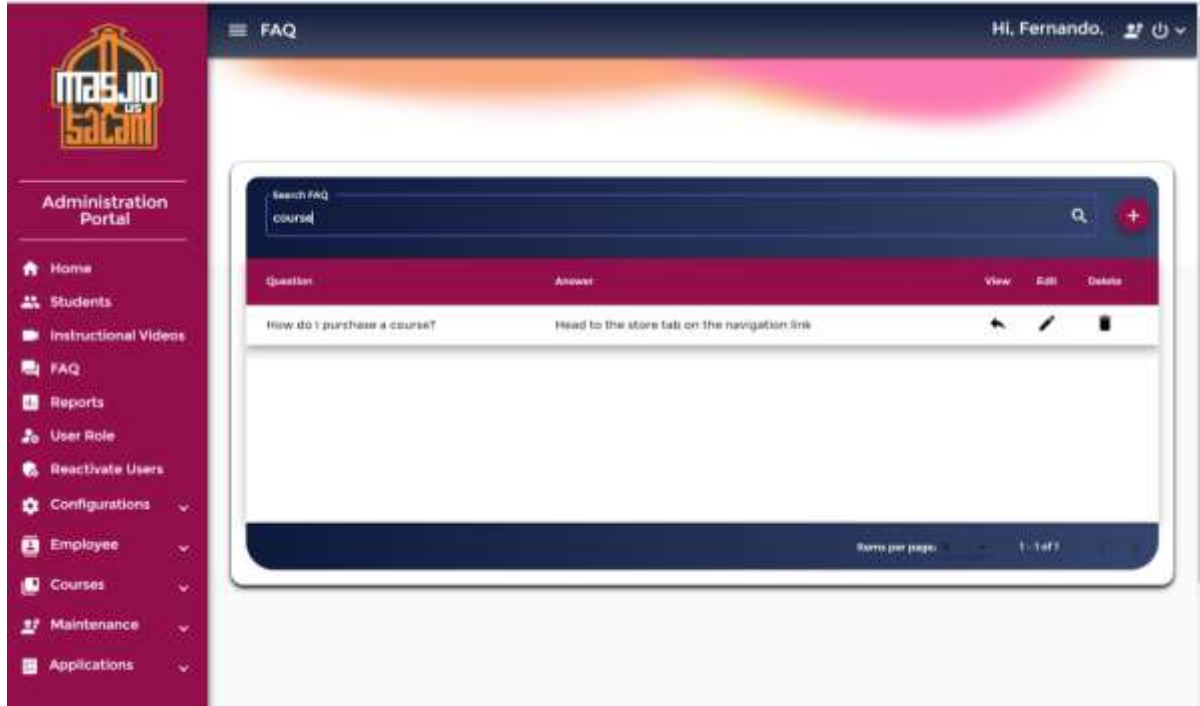 masjid
us
salam
Administration
Portal
Home
Students
Instructional Videos
FAQ
Reports
User Role
Reactivate Users
Configurations
Employee
Courses
Maintenance
Applications
FAQ
Hi, Fernando.
Search FAQ
course
Question Answer View Edit Delete
How do I purchase a course? Head to the store tab on the navigation link
Items per page:
1 - 1 of 1